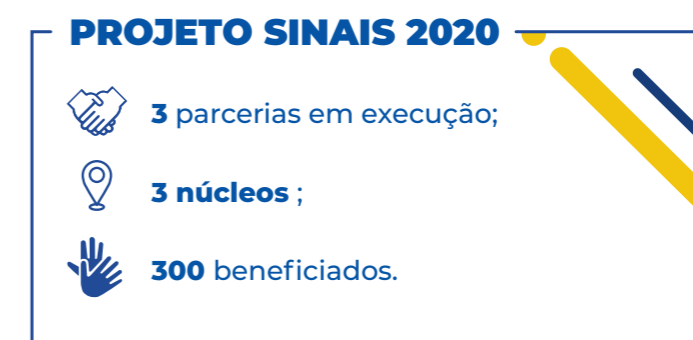 PROJETO SINAIS 2020
3 parcerias em execução;
3 núcleos ;
300 beneficiados.